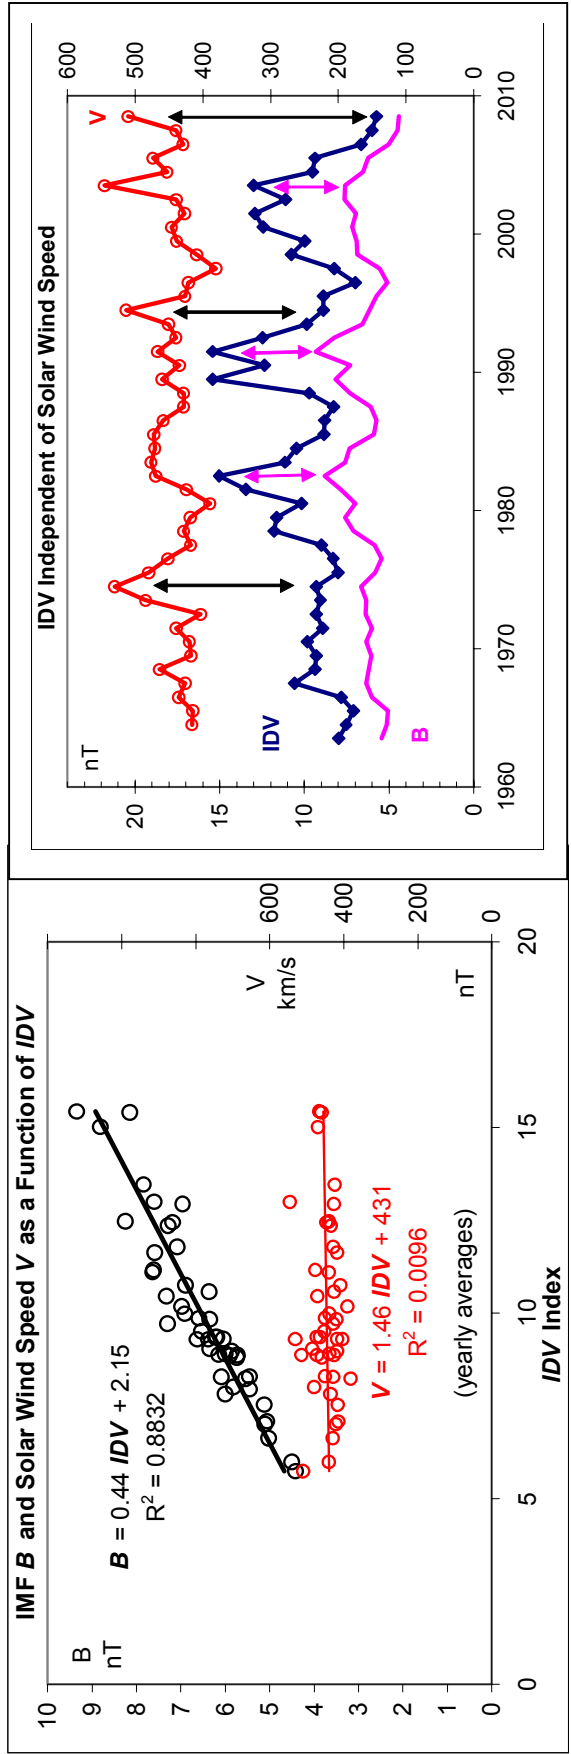 IMF B and Solar Wind Speed V as a Function of IDV
B
nT
10
9
8
7
6
5
4
3
2
1
0
B = 0.44 IDV + 2.15
R² = 0.8832
V
km/s
600
400
200
0
nT
V = 1.46 IDV + 431
R² = 0.0096
(yearly averages)
0
5
10
15
20
IDV Index
IDV Independent of Solar Wind Speed
nT
20
15
10
5
0
V
IDV
B
600
500
400
300
200
100
0
1960
1970
1980
1990
2000
2010